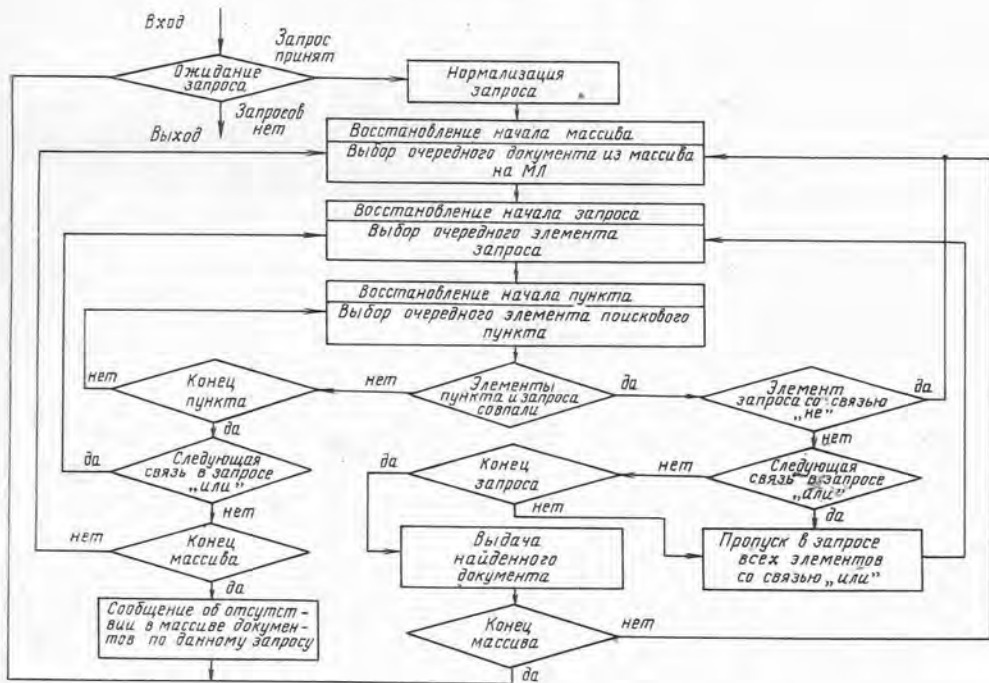 Вход
Запрос
принят
Ожидание
запроса
Нормализация
запроса
Запросов
нет
Выход
Восстановление начала массива
Выбор очередного документа из массива
на МЛ
Восстановление начала запроса
Выбор очередного элемента
запроса
Восстановление начала пункта
Выбор очередного элемента поискового
пункта
нет
Конец
пункта
нет
Элементы
пункта и запроса
совпали
да
Элемент
запроса со связью
„не"
да
да
нет
да
Следующая
связь в запросе
„или"
да
Конец
запроса
нет
Следующая
связь в запросе
„или"
нет
нет
да
нет
Конец
массива
Выдача
найденного
документа
Пропуск в запросе
всех элементов
со связью „или"
да
Сообщение об отсутст-
вии в массиве докумен-
тов по данному запросу
Конец
массива
нет
да